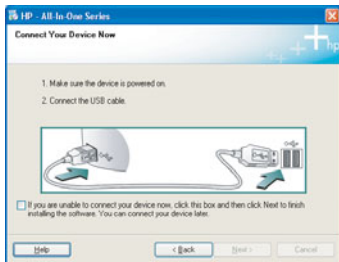 HP - All-In-One Series
Connect Your Device Now
hp
1. Make sure the device is powered on.
2. Connect the USB cable.
If you are unable to connect your device now, click this box and then click Next to finish
installing the software. You can connect your device later.
Help
< Back
Next >
Cancel